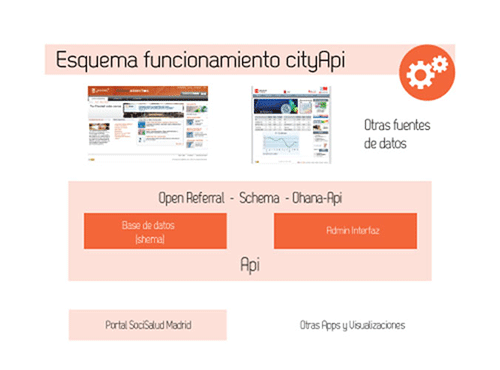 Esquema funcionamiento cityApi
Otras fuentes
de datos
Open Referral - Schema - Ohana-Api
Base de datos
(shema)
Admin Interfaz
Api
Portal SociSalud Madrid
Otras Apps y Visualizaciones